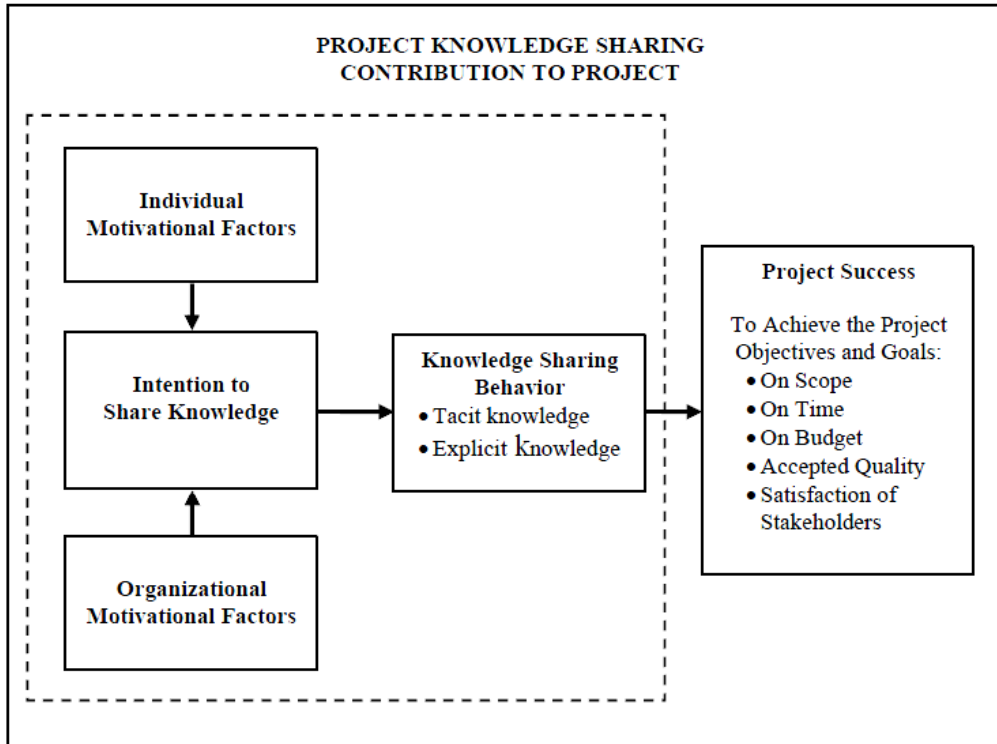 PROJECT KNOWLEDGE SHARING
CONTRIBUTION TO PROJECT
Individual
Motivational Factors
Intention to
Share Knowledge
Organizational
Motivational Factors
Knowledge Sharing
Behavior
• Tacit knowledge
• Explicit knowledge
Project Success
To Achieve the Project
Objectives and Goals:
• On Scope
• On Time
• On Budget
• Accepted Quality
• Satisfaction of
Stakeholders